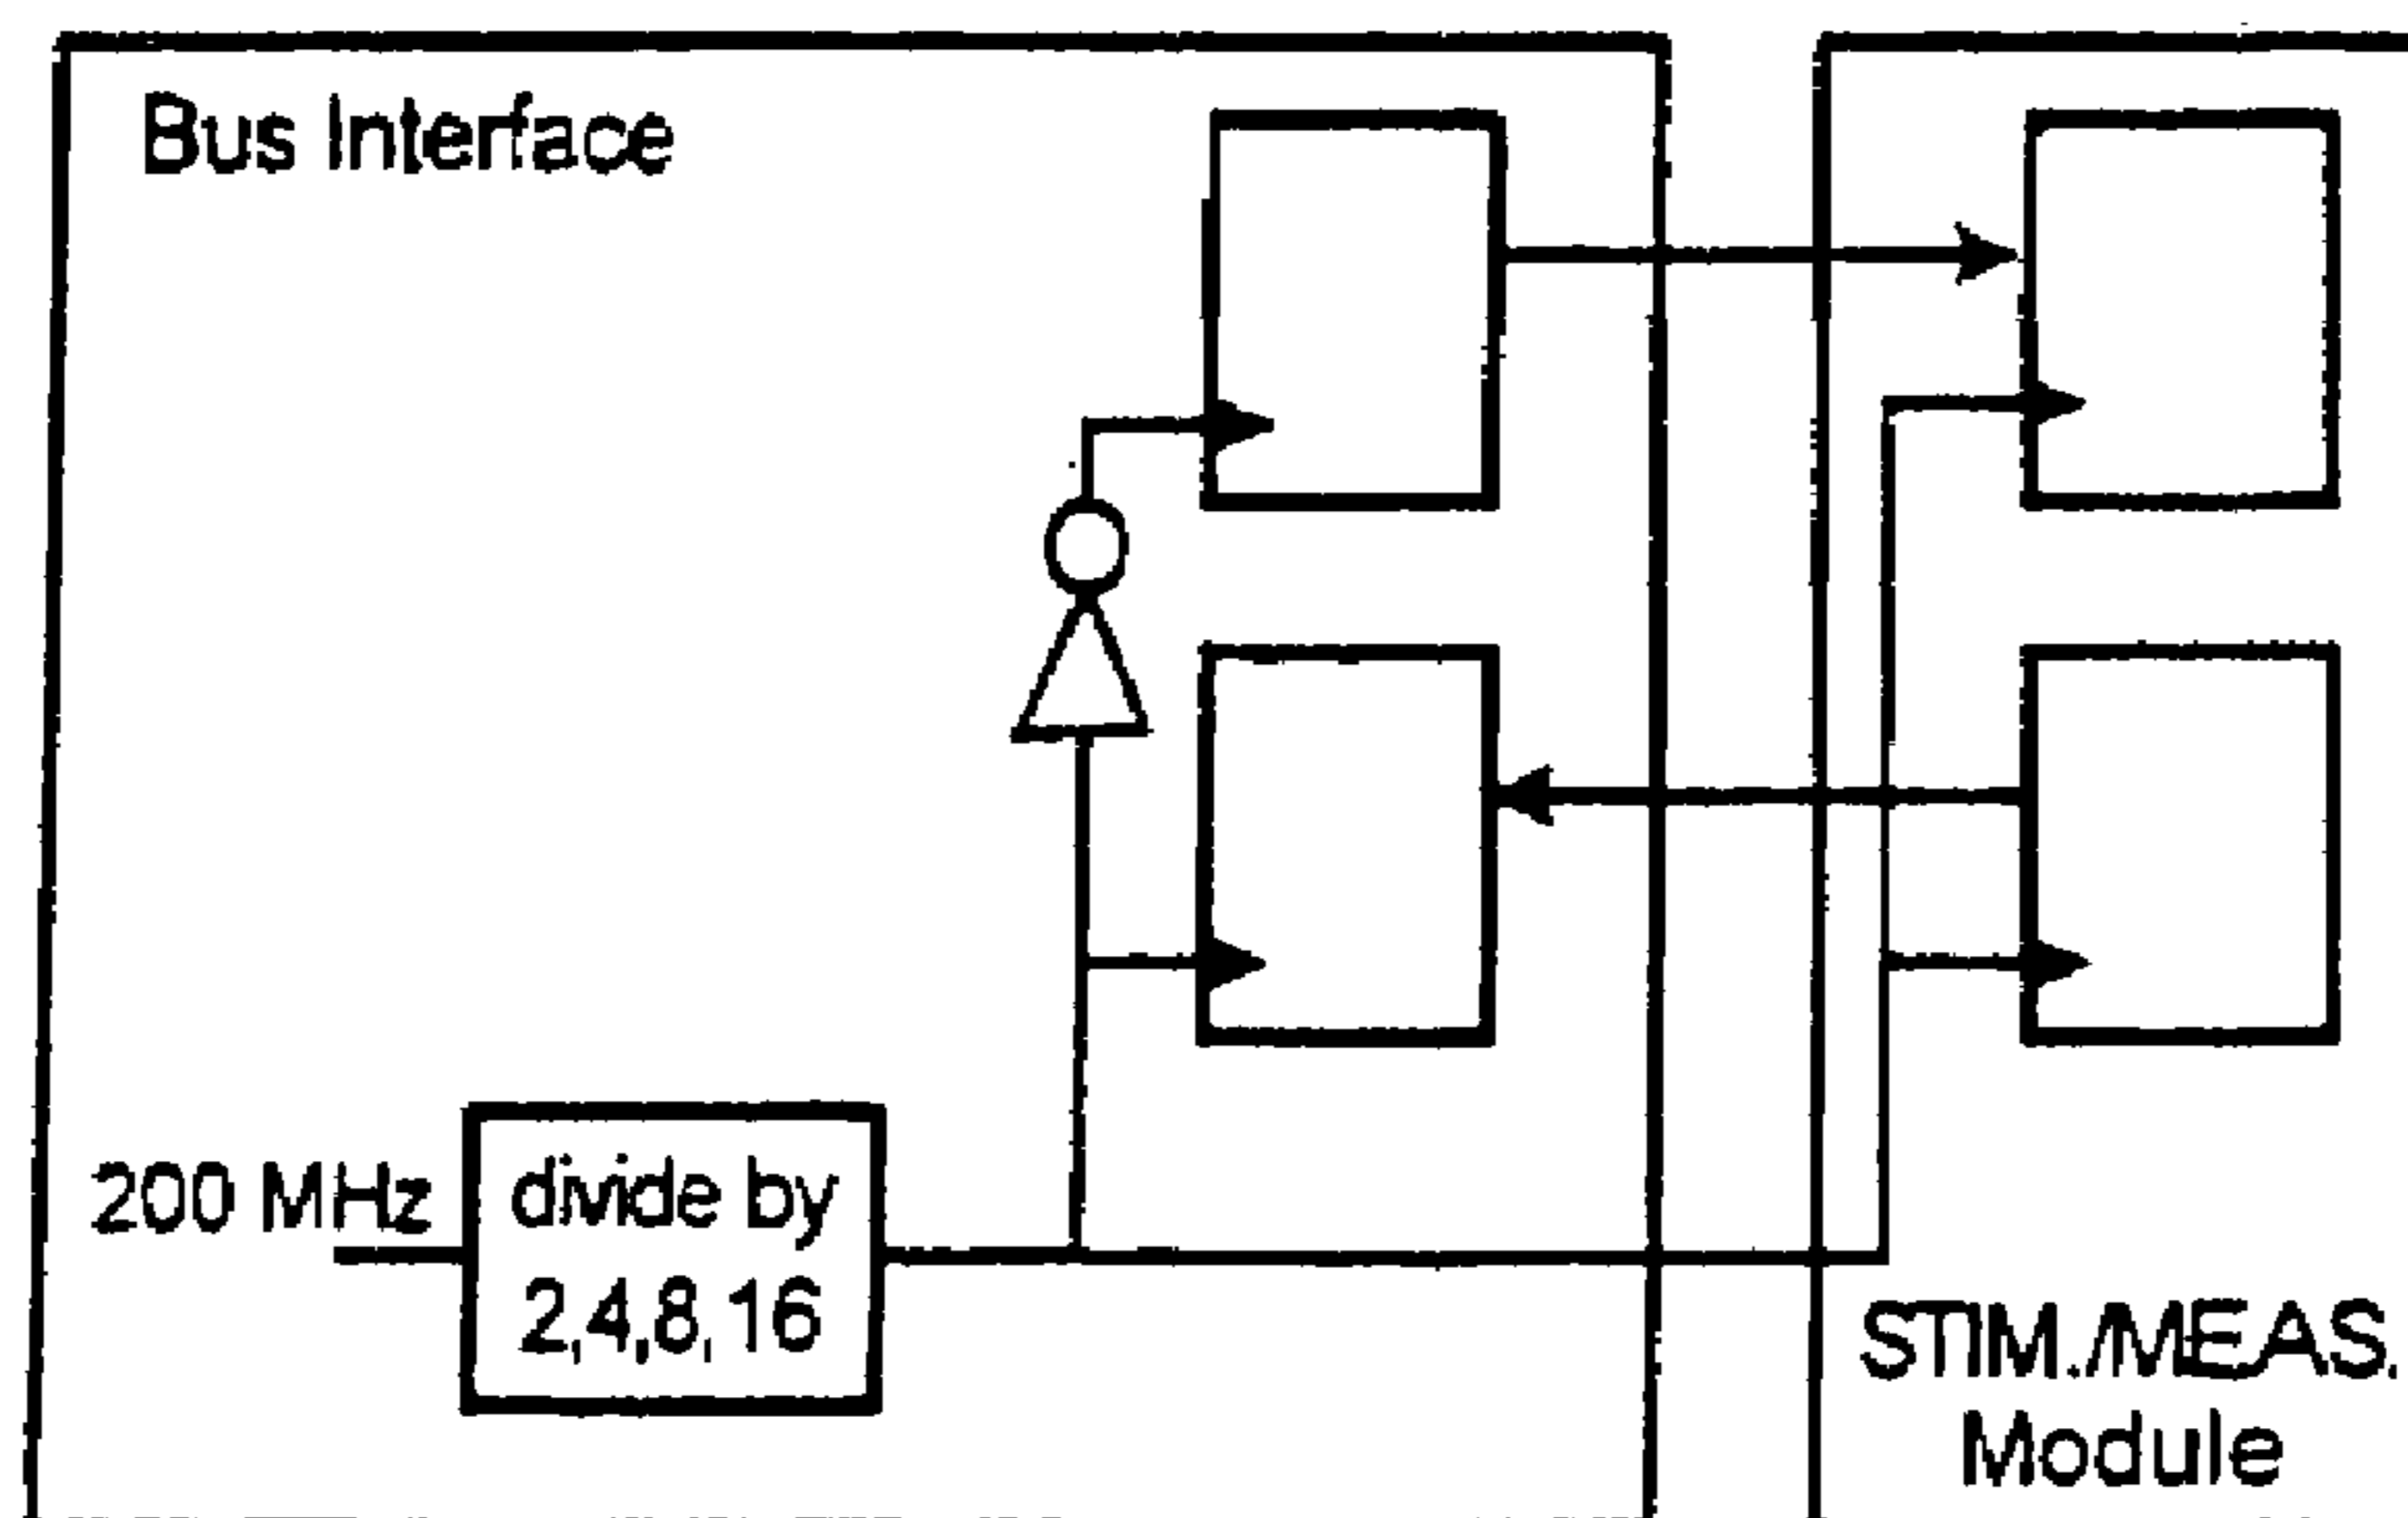 Bus Interface
200 MHz
divide by
2,4,8,16
STIM./MEAS.
Module